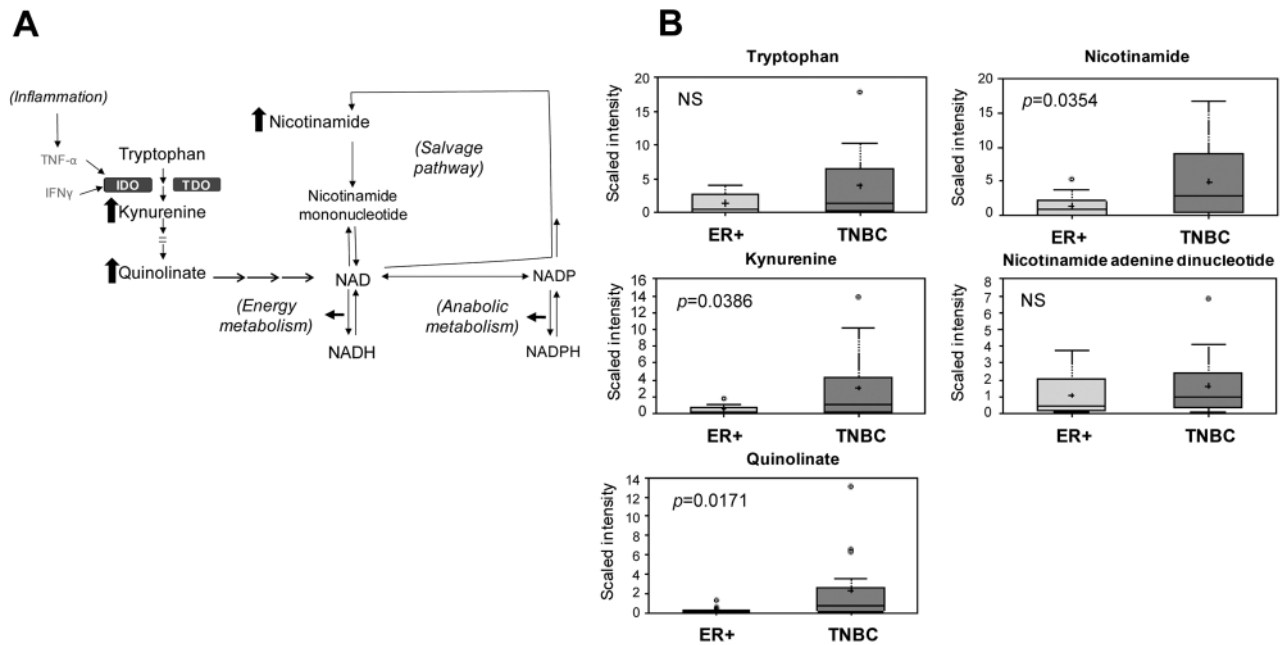 A
(Inflammation)
TNF-α
IFNγ
Tryptophan
IDO
TDO
Kynurenine
=
Quinolinate
Nicotinamide
(Salvage
pathway)
Nicotinamide
mononucleotide
NAD
NADP
(Energy
metabolism)
(Anabolic
metabolism)
NADH
NADPH
B
Tryptophan
Scaled intensity
20
15
10
5
0
NS
ER+
TNBC
Nicotinamide
Scaled intensity
20
15
10
5
0
p=0.0354
ER+
TNBC
Kynurenine
Scaled intensity
16
14
12
10
8
6
4
2
0
p=0.0386
ER+
TNBC
Nicotinamide adenine dinucleotide
Scaled intensity
8
7
6
5
4
3
2
1
0
NS
ER+
TNBC
Quinolinate
Scaled intensity
14
12
10
8
6
4
2
0
p=0.0171
ER+
TNBC